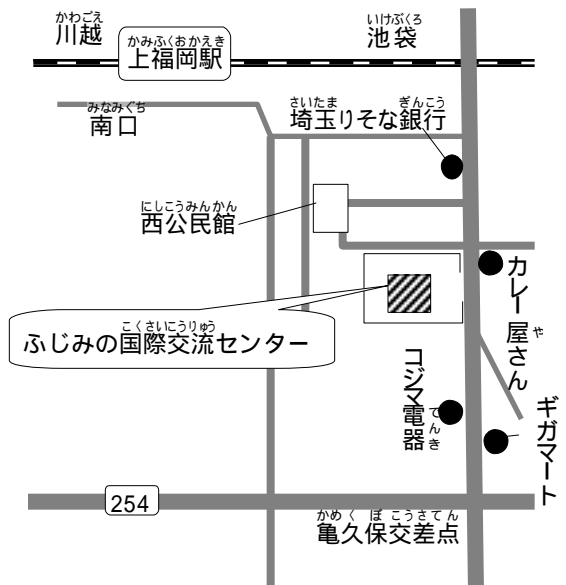 かわごえ
川越
いけぶくろ
池袋
かみふくおかえき
上福岡駅
みなみぐち
南口
さいたま ぎんこう
埼玉りそな銀行
にしこうみんかん
西公民館
カレー屋さん
や
こくさいこうりゅう
ふじみの国際交流センター
コジマ電器
でんき
ギガマート
254
かめくぼこうさてん
亀久保交差点